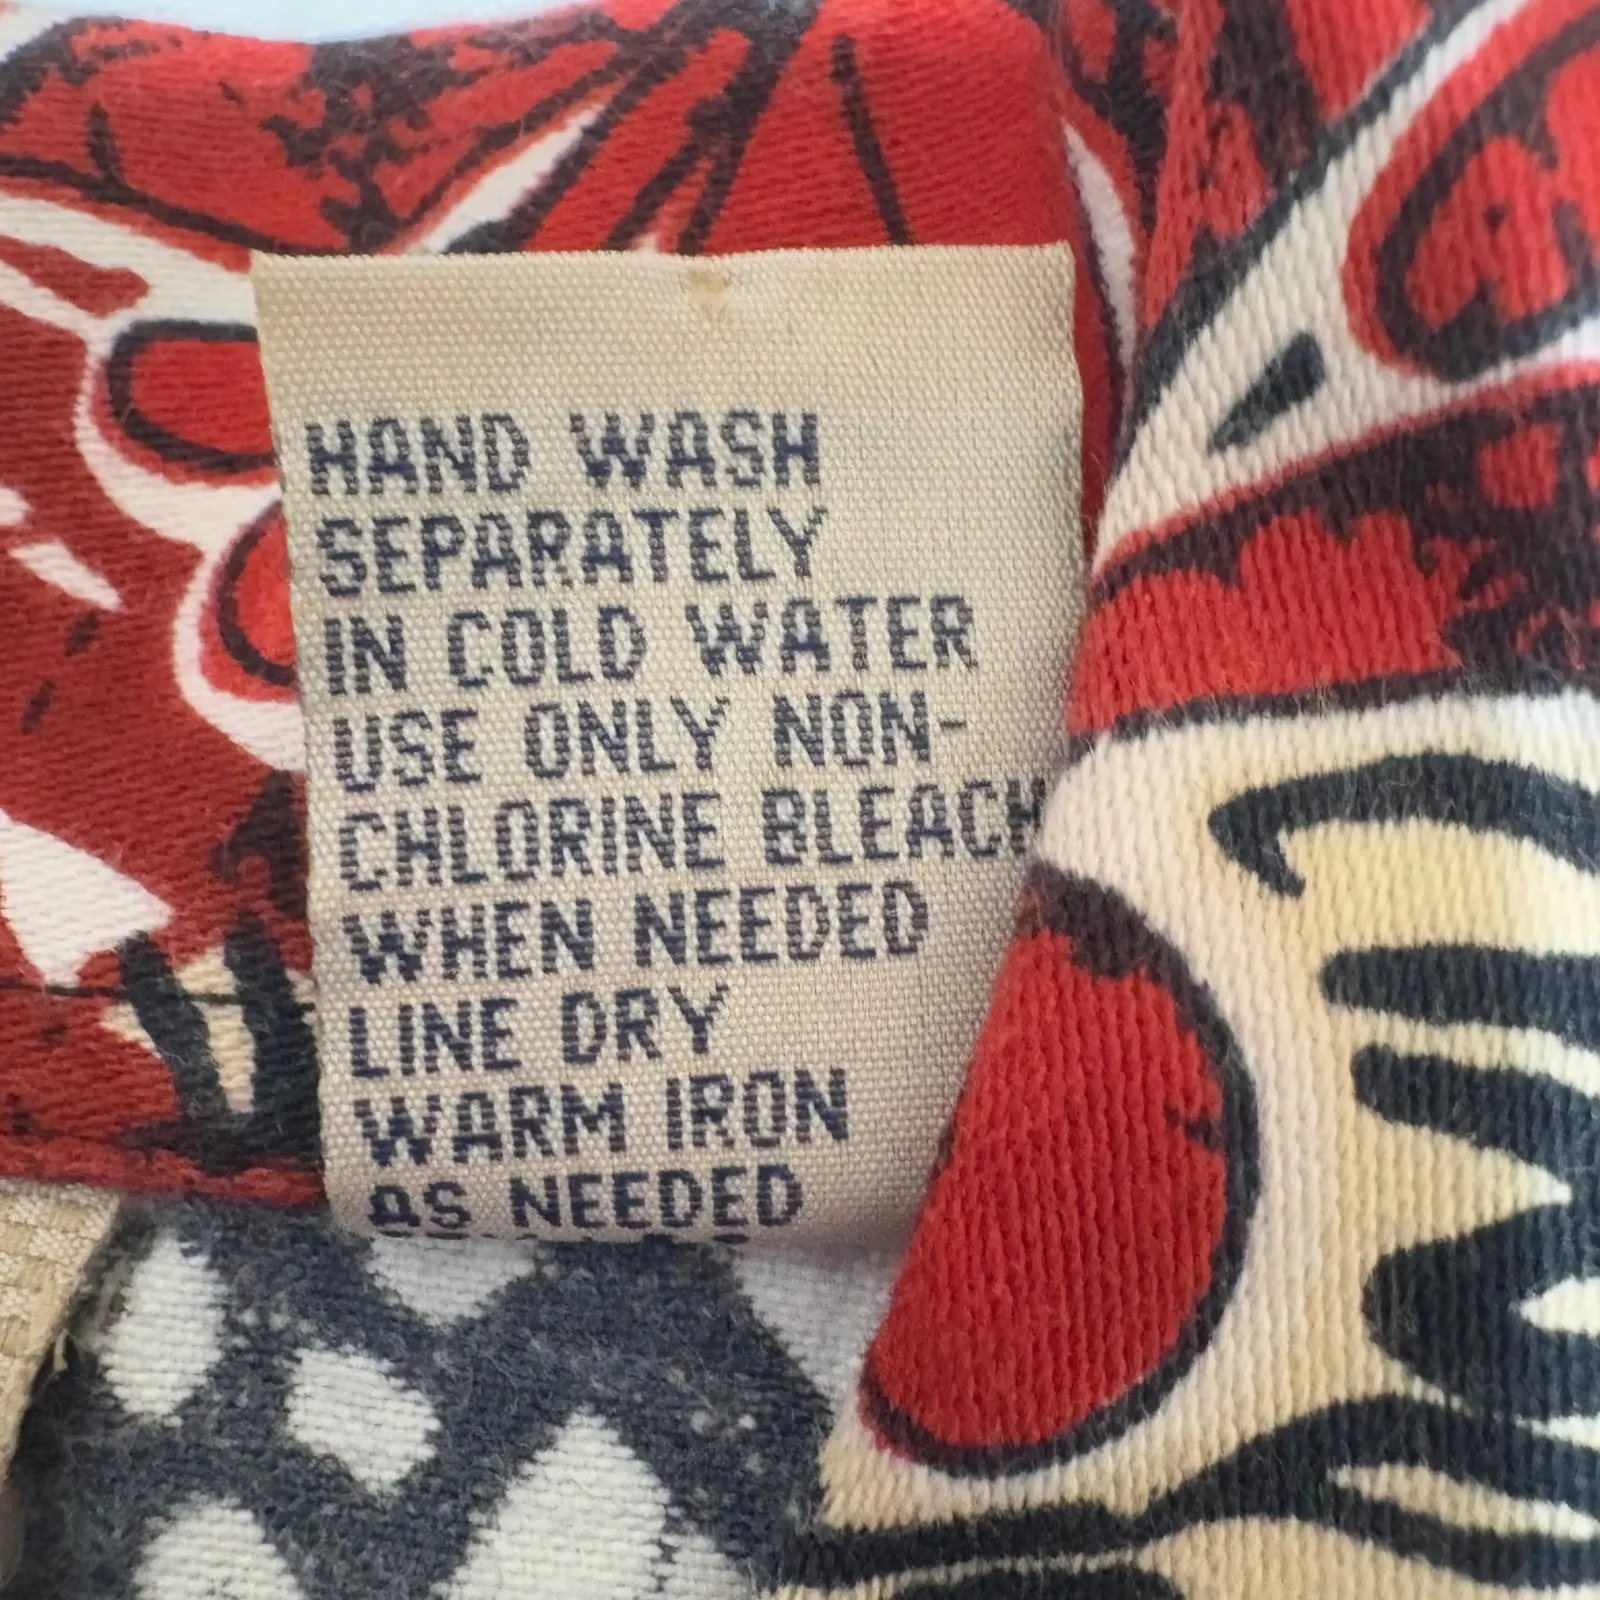 HAND WASH
SEPARATELY
IN COLD WATER
USE ONLY NON-
CHLORINE BLEACH
WHEN NEEDED
LINE DRY
WARM IRON
AS NEEDED